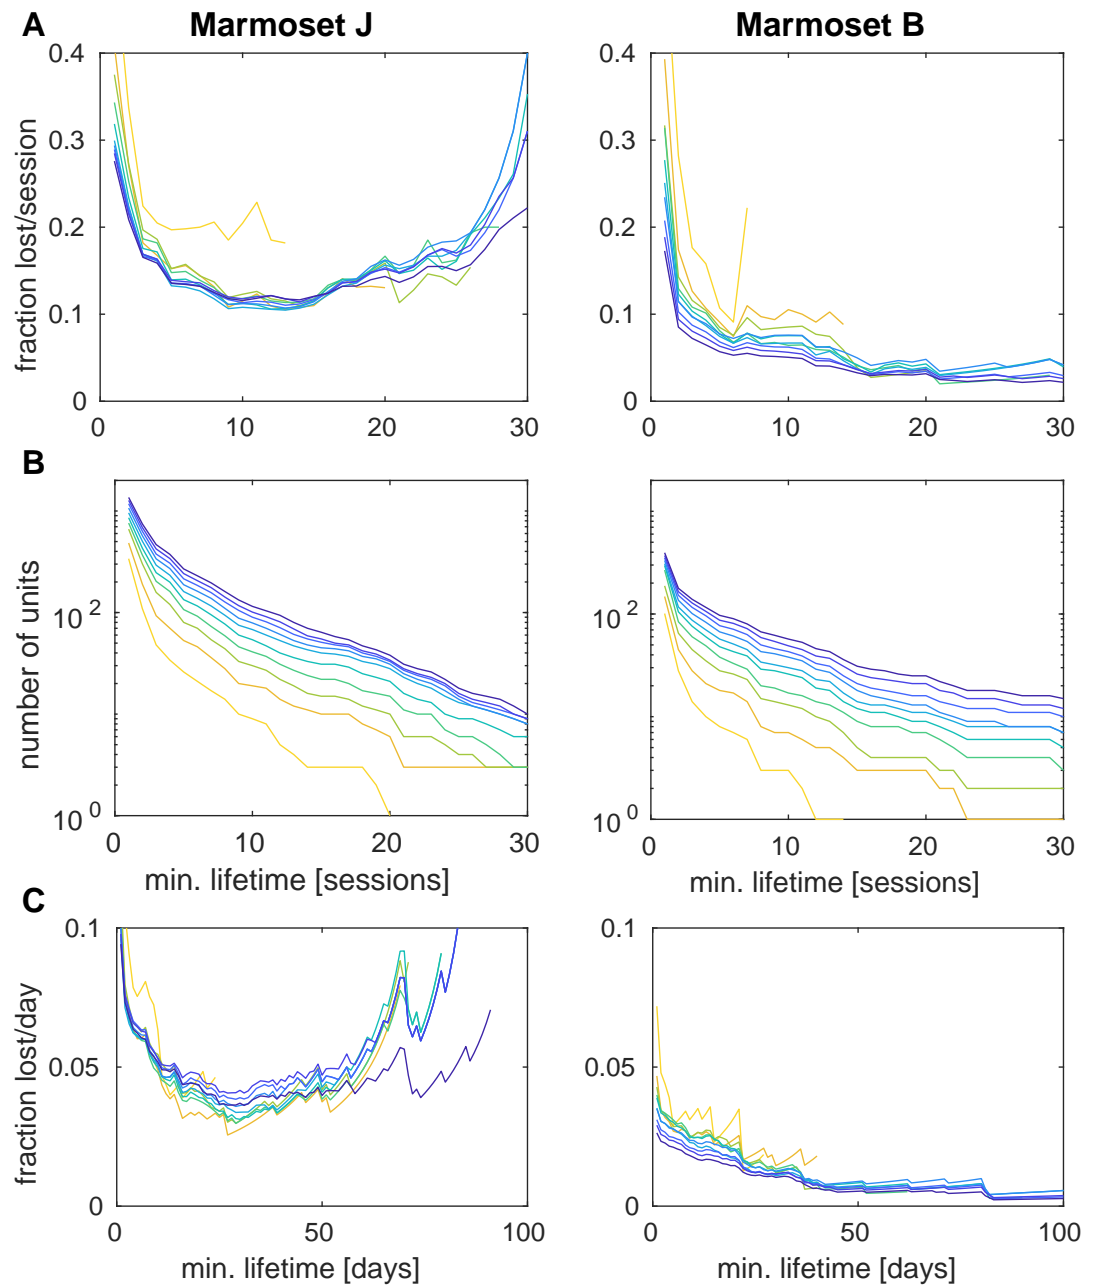 A
Marmoset J
Marmoset B
0.4
0.3
0.2
0.1
0
0 10 20 30
fraction lost/session
0.4
0.3
0.2
0.1
0
0 10 20 30
B
10 2
10 0
0 10 20 30
number of units
min. lifetime [sessions]
10 2
10 0
0 10 20 30
min. lifetime [sessions]
C
0.1
0.05
0
0 50 100
fraction lost/day
min. lifetime [days]
0.1
0.05
0
0 50 100
min. lifetime [days]